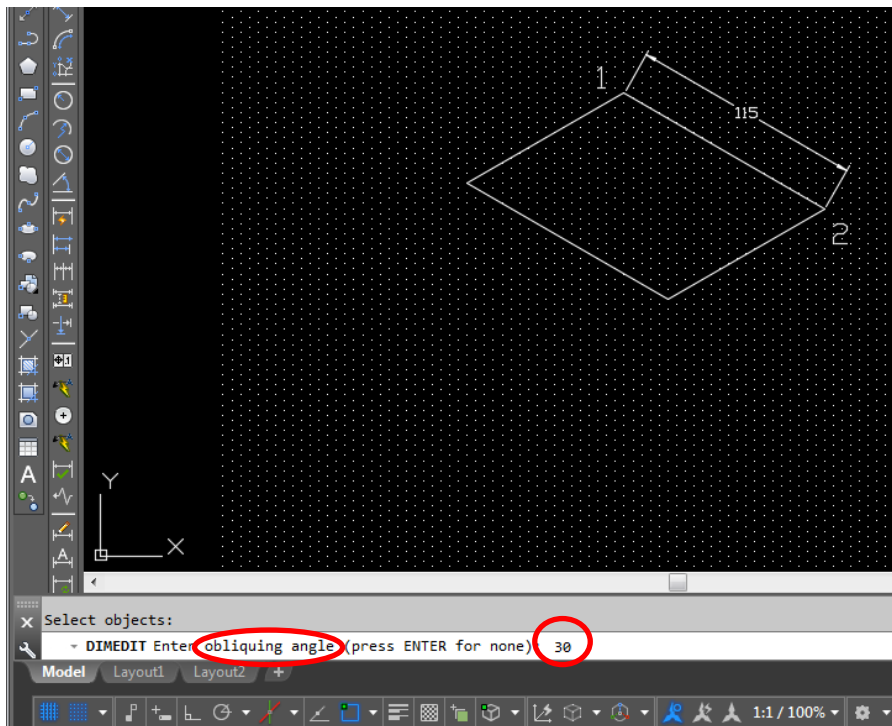 1
115
2
A
A
Y
X
Select objects:
DIMEDIT Enter obliquing angle (press ENTER for none): 30
Model Layout1 Layout2 +
1:1 / 100%